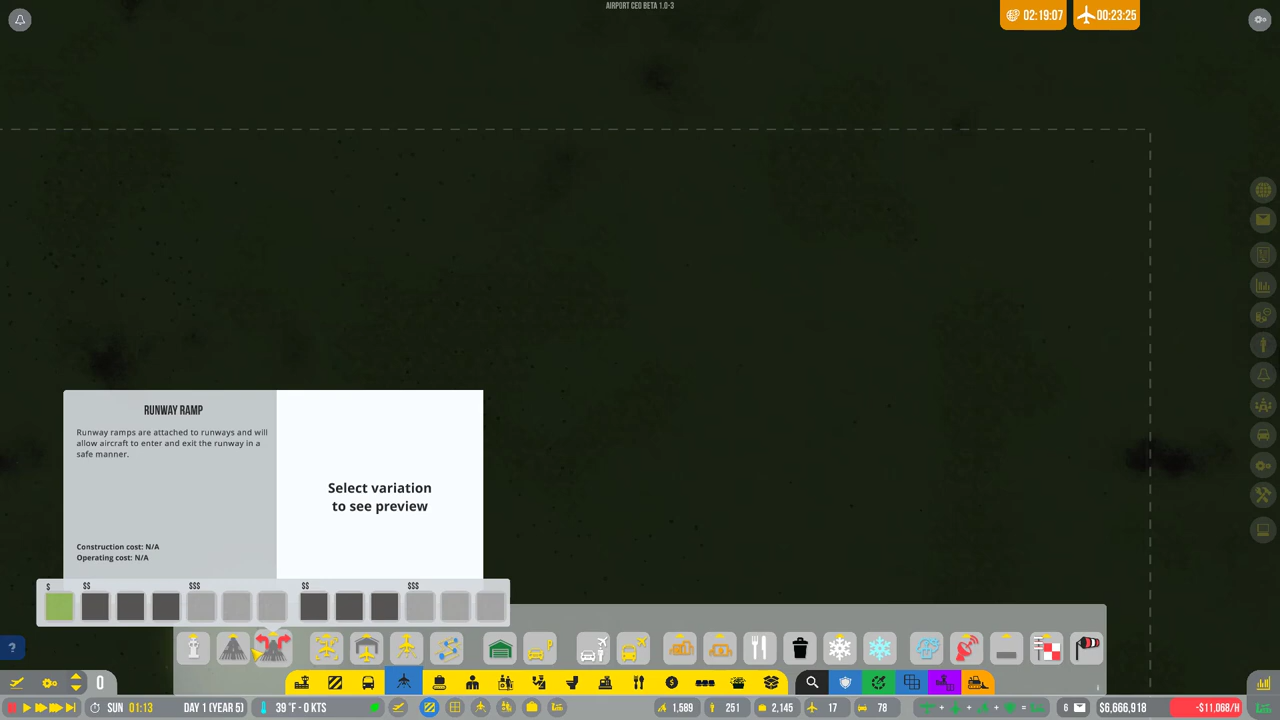 AIRPORT CEO BETA 1.0-3
02:19:07
00:23:25
RUNWAY RAMP
Runway ramps are attached to runways and will
allow aircraft to enter and exit the runway in a
safe manner.
Select variation
to see preview
Construction cost: N/A
Operating cost: N/A
$
$$
$$$
$$
$$$
?
0
SUN 01:13
DAY 1 (YEAR 5)
39 °F - 0 KTS
1,589
251
2,145
17
78
6
$6,666,918
-$11,068/H